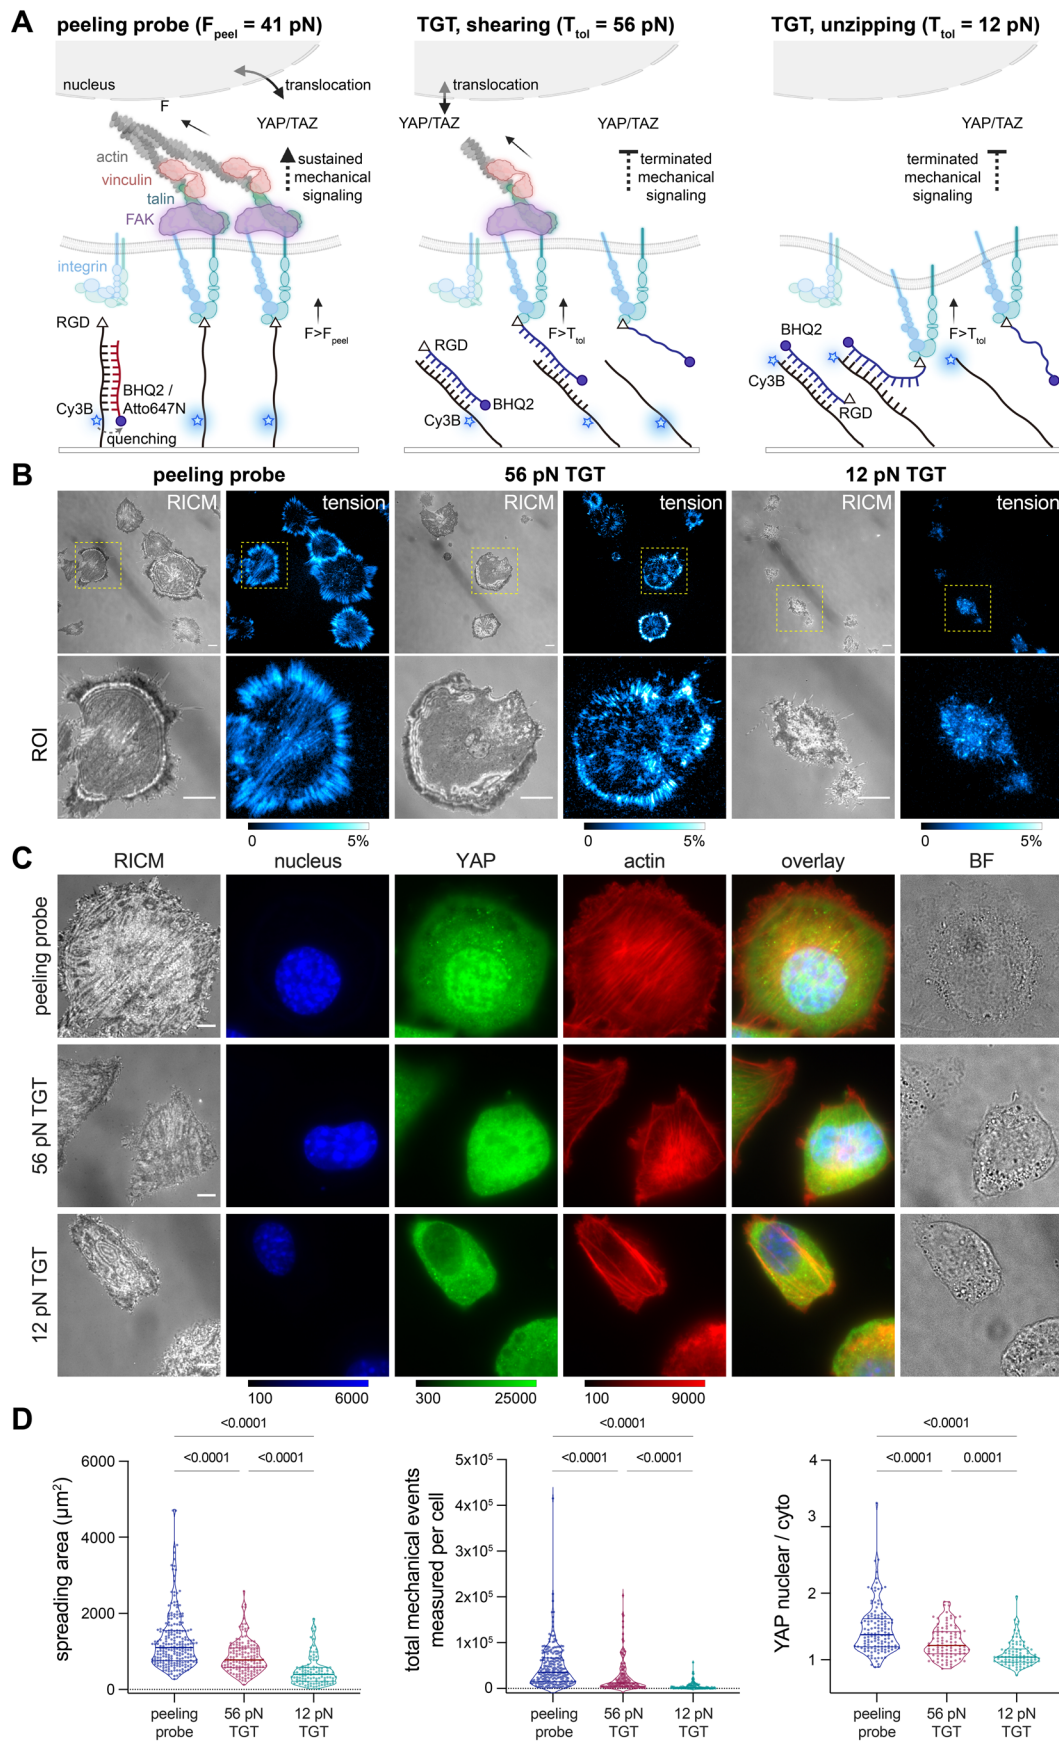 A
peeling probe (Fpeel = 41 pN)
TGT, shearing (Ttol = 56 pN)
TGT, unzipping (Ttol = 12 pN)
nucleus
translocation
F
YAP/TAZ
actin
vinculin
talin
FAK
sustained
mechanical
signaling
integrin
RGD
F>Fpeel
BHQ2 /
Atto647N
Cy3B
quenching
translocation
YAP/TAZ
YAP/TAZ
terminated
mechanical
signaling
F>Ttol
RGD
BHQ2
Cy3B
YAP/TAZ
terminated
mechanical
signaling
BHQ2
F>Ttol
Cy3B
RGD
B
peeling probe
56 pN TGT
12 pN TGT
RICM
tension
RICM
tension
RICM
tension
ROI
0 5%
0 5%
0 5%
C
RICM
nucleus
YAP
actin
overlay
BF
peeling probe
56 pN TGT
12 pN TGT
100 6000
300 25000
100 9000
D
<0.0001
<0.0001 <0.0001
spreading area (µm²)
6000
4000
2000
0
peeling
probe
56 pN
TGT
12 pN
TGT
<0.0001
<0.0001 <0.0001
total mechanical events
measured per cell
5x10⁵
4x10⁵
3x10⁵
2x10⁵
1x10⁵
0
peeling
probe
56 pN
TGT
12 pN
TGT
<0.0001
<0.0001 0.0001
YAP nuclear / cyto
4
3
2
1
peeling
probe
56 pN
TGT
12 pN
TGT